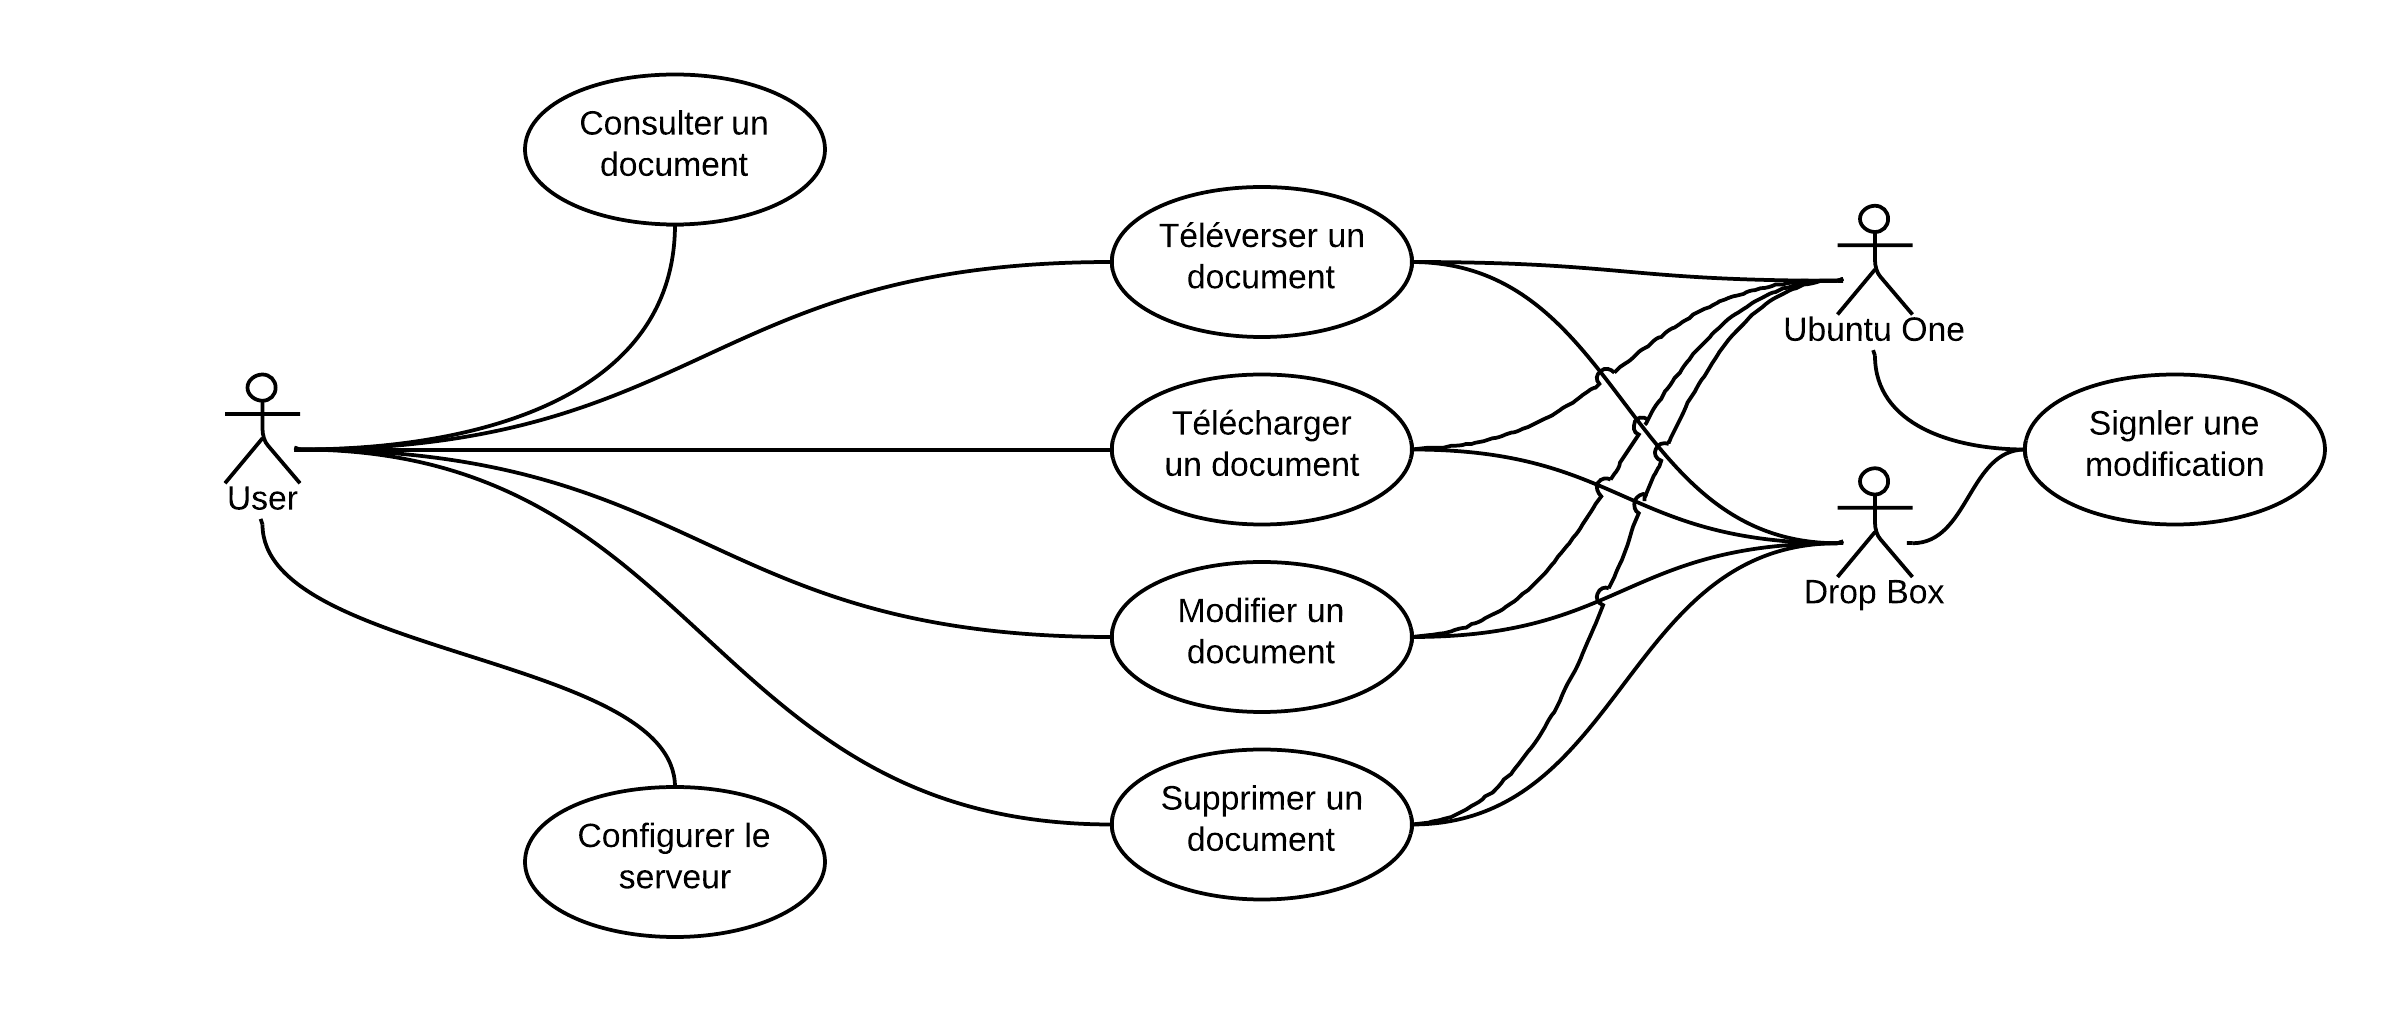 Consulter un
document
Téléverser un
document
Ubuntu One
User
Télécharger
un document
Signler une
modification
Drop Box
Modifier un
document
Supprimer un
document
Configurer le
serveur